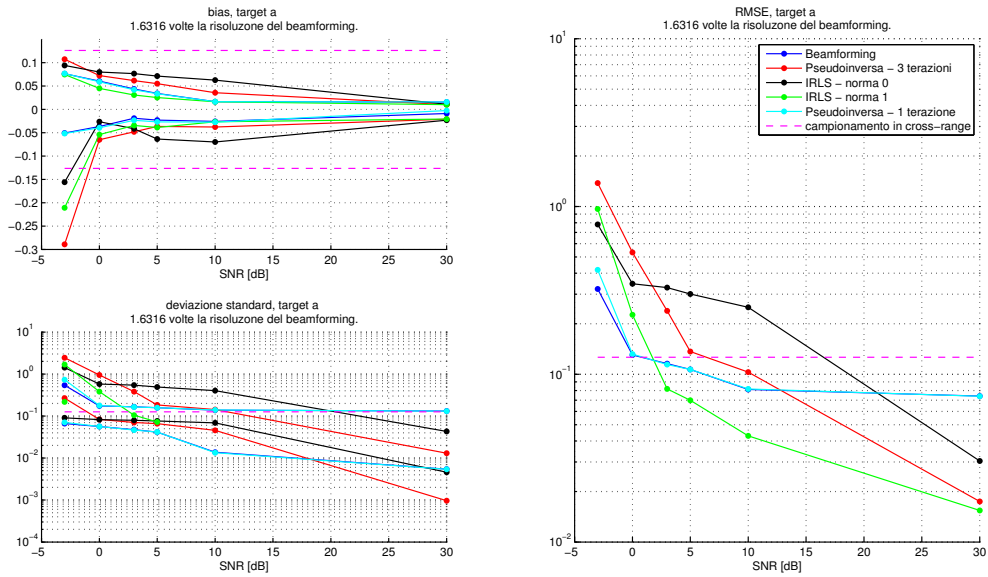 bias, target a
1.6316 volte la risoluzone del beamforming.
0.1
0.05
0
−0.05
−0.1
−0.15
−0.2
−0.25
−0.3
−5 0 5 10 15 20 25 30
SNR [dB]
deviazione standard, target a
1.6316 volte la risoluzone del beamforming.
10^1
10^0
10^−1
10^−2
10^−3
10^−4
−5 0 5 10 15 20 25 30
SNR [dB]
RMSE, target a
1.6316 volte la risoluzone del beamforming.
10^1
10^0
10^−1
10^−2
−5 0 5 10 15 20 25 30
SNR [dB]
Beamforming
Pseudoinversa − 3 terazioni
IRLS − norma 0
IRLS − norma 1
Pseudoinversa − 1 terazione
campionamento in cross−range